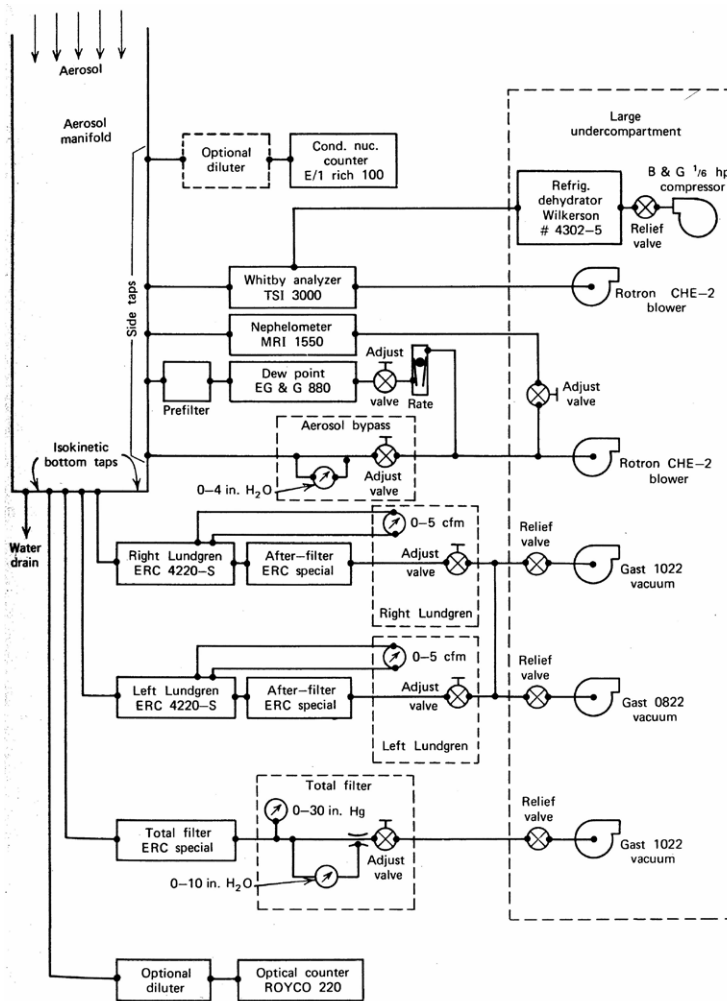 Aerosol
Aerosol
manifold
Large
undercompartment
Optional
diluter
Cond. nuc.
counter
E/1 rich 100
Refrig.
dehydrator
Wilkerson
# 4302–5
B & G 1/6 hp
compressor
Relief
valve
Side taps
Whitby analyzer
TSI 3000
Rotron CHE–2
blower
Nephelometer
MRI 1550
Adjust
valve
Prefilter
Dew point
EG & G 880
Adjust
valve
Rate
Isokinetic
bottom taps
Aerosol bypass
0–4 in. H2O
Adjust
valve
Rotron CHE–2
blower
Water
drain
Right Lundgren
ERC 4220–S
After–filter
ERC special
0–5 cfm
Adjust
valve
Right Lundgren
Relief
valve
Gast 1022
vacuum
Left Lundgren
ERC 4220–S
After–filter
ERC special
0–5 cfm
Adjust
valve
Left Lundgren
Relief
valve
Gast 0822
vacuum
Total filter
ERC special
Total filter
0–30 in. Hg
0–10 in. H2O
Adjust
valve
Relief
valve
Gast 1022
vacuum
Optional
diluter
Optical counter
ROYCO 220